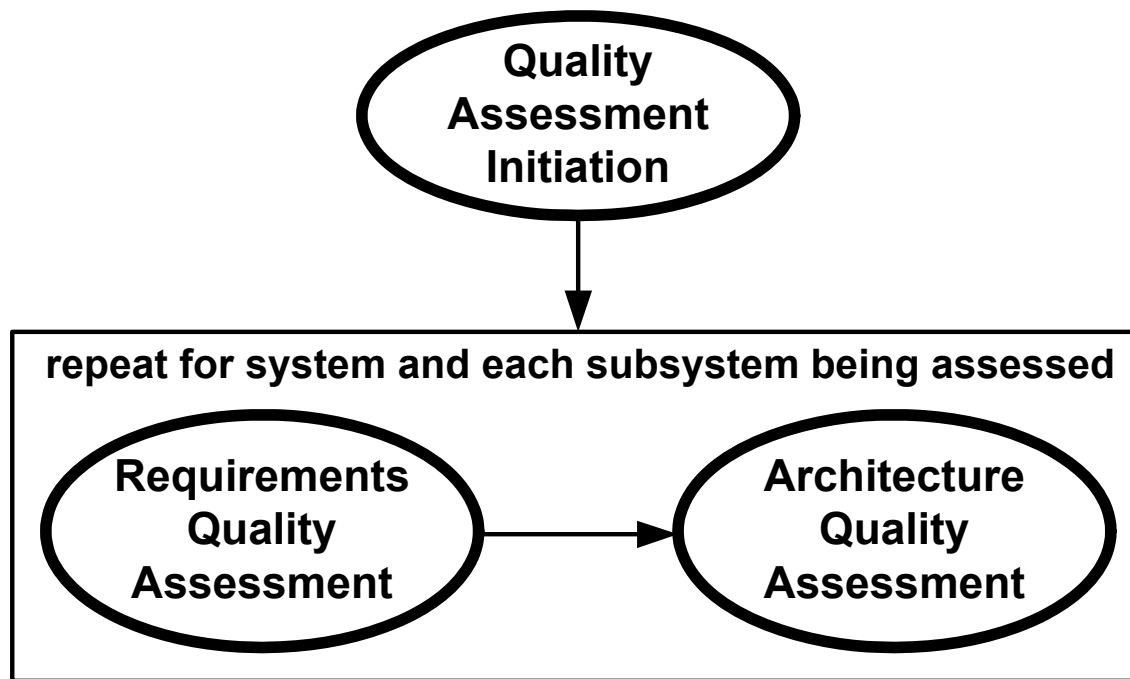 Quality
Assessment
Initiation
repeat for system and each subsystem being assessed
Requirements
Quality
Assessment
Architecture
Quality
Assessment